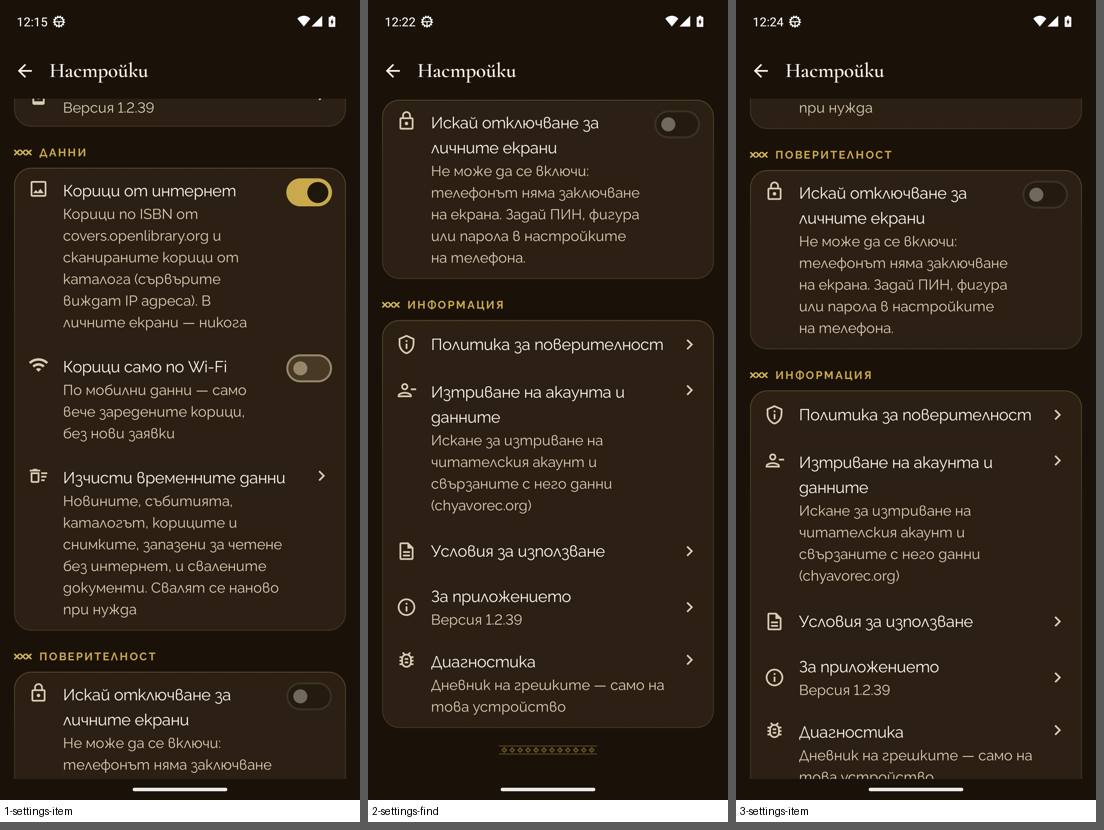 12:15
Настройки
Версия 1.2.39
ДАННИ
Корици от интернет
Корици по ISBN от
covers.openlibrary.org и
сканираните корици от
каталога (сървърите
виждат IP адреса). В
личните екрани — никога
Корици само по Wi-Fi
По мобилни данни — само
вече заредените корици,
без нови заявки
Изчисти временните данни
Новините, събитията,
каталогът, кориците и
снимките, запазени за четене
без интернет, и свалените
документи. Свалят се наново
при нужда
ПОВЕРИТЕЛНОСТ
Искай отключване за
личните екрани
Не може да се включи:
телефонът няма заключване
1-settings-item
12:22
Настройки
Искай отключване за
личните екрани
Не може да се включи:
телефонът няма заключване
на екрана. Задай ПИН, фигура
или парола в настройките
на телефона.
ИНФОРМАЦИЯ
Политика за поверителност
Изтриване на акаунта и
данните
Искане за изтриване на
читателския акаунт и
свързаните с него данни
(chyavorec.org)
Условия за използване
За приложението
Версия 1.2.39
Диагностика
Дневник на грешките — само на
това устройство
2-settings-find
12:24
Настройки
при нужда
ПОВЕРИТЕЛНОСТ
Искай отключване за
личните екрани
Не може да се включи:
телефонът няма заключване
на екрана. Задай ПИН, фигура
или парола в настройките
на телефона.
ИНФОРМАЦИЯ
Политика за поверителност
Изтриване на акаунта и
данните
Искане за изтриване на
читателския акаунт и
свързаните с него данни
(chyavorec.org)
Условия за използване
За приложението
Версия 1.2.39
Диагностика
Дневник на грешките — само на
това устройство
3-settings-item